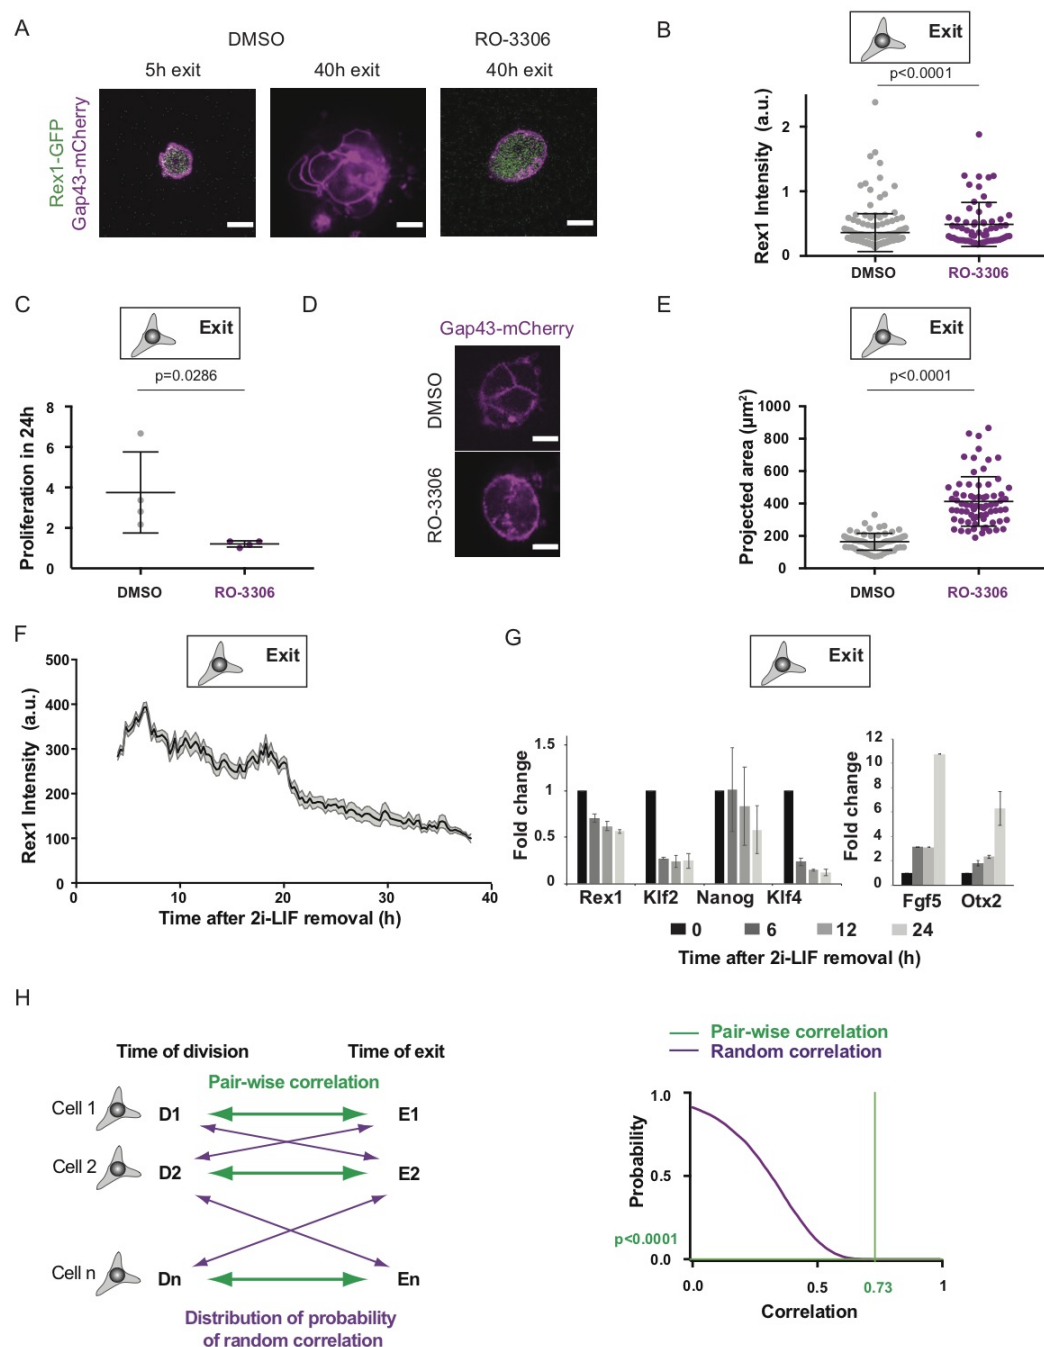 A
DMSO
RO-3306
5h exit
40h exit
40h exit
Rex1-GFP
Gap43-mCherry
B
Exit
p<0.0001
Rex1 Intensity (a.u.)
2
1
0
DMSO
RO-3306
C
Exit
p=0.0286
Proliferation in 24h
8
6
4
2
0
DMSO
RO-3306
D
Gap43-mCherry
DMSO
RO-3306
E
Exit
p<0.0001
Projected area (µm²)
1000
800
600
400
200
0
DMSO
RO-3306
F
Exit
Rex1 Intensity (a.u.)
500
400
300
200
100
0
0 10 20 30 40
Time after 2i-LIF removal (h)
G
Exit
Fold change
1.5
1
0.5
0
Rex1 Klf2 Nanog Klf4
Fold change
12
10
8
6
4
2
0
Fgf5 Otx2
0 6 12 24
Time after 2i-LIF removal (h)
H
Time of division
Time of exit
Pair-wise correlation
Cell 1 D1 E1
Cell 2 D2 E2
Cell n Dn En
Distribution of probability
of random correlation
Pair-wise correlation
Random correlation
Probability
1.0
0.5
p<0.0001
0.0
0.0 0.5 0.73 1
Correlation